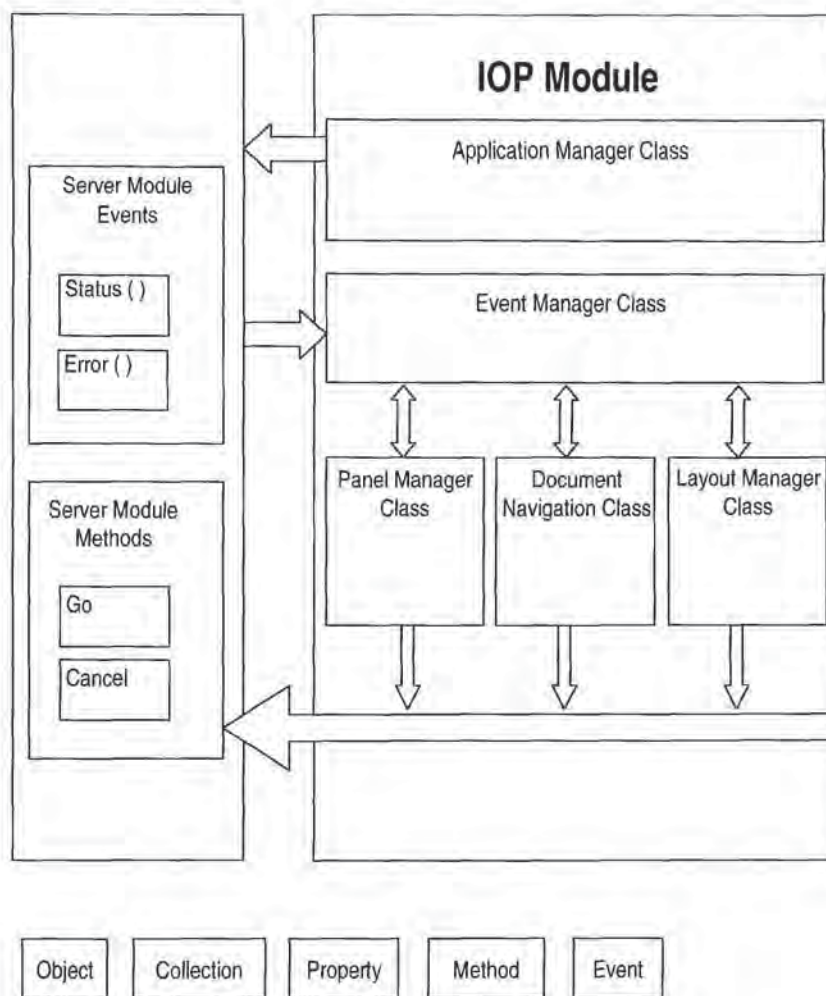 IOP Module
Application Manager Class
Server Module
Events
Status ( )
Error ( )
Event Manager Class
Panel Manager
Class
Document
Navigation Class
Layout Manager
Class
Server Module
Methods
Go
Cancel
Object
Collection
Property
Method
Event